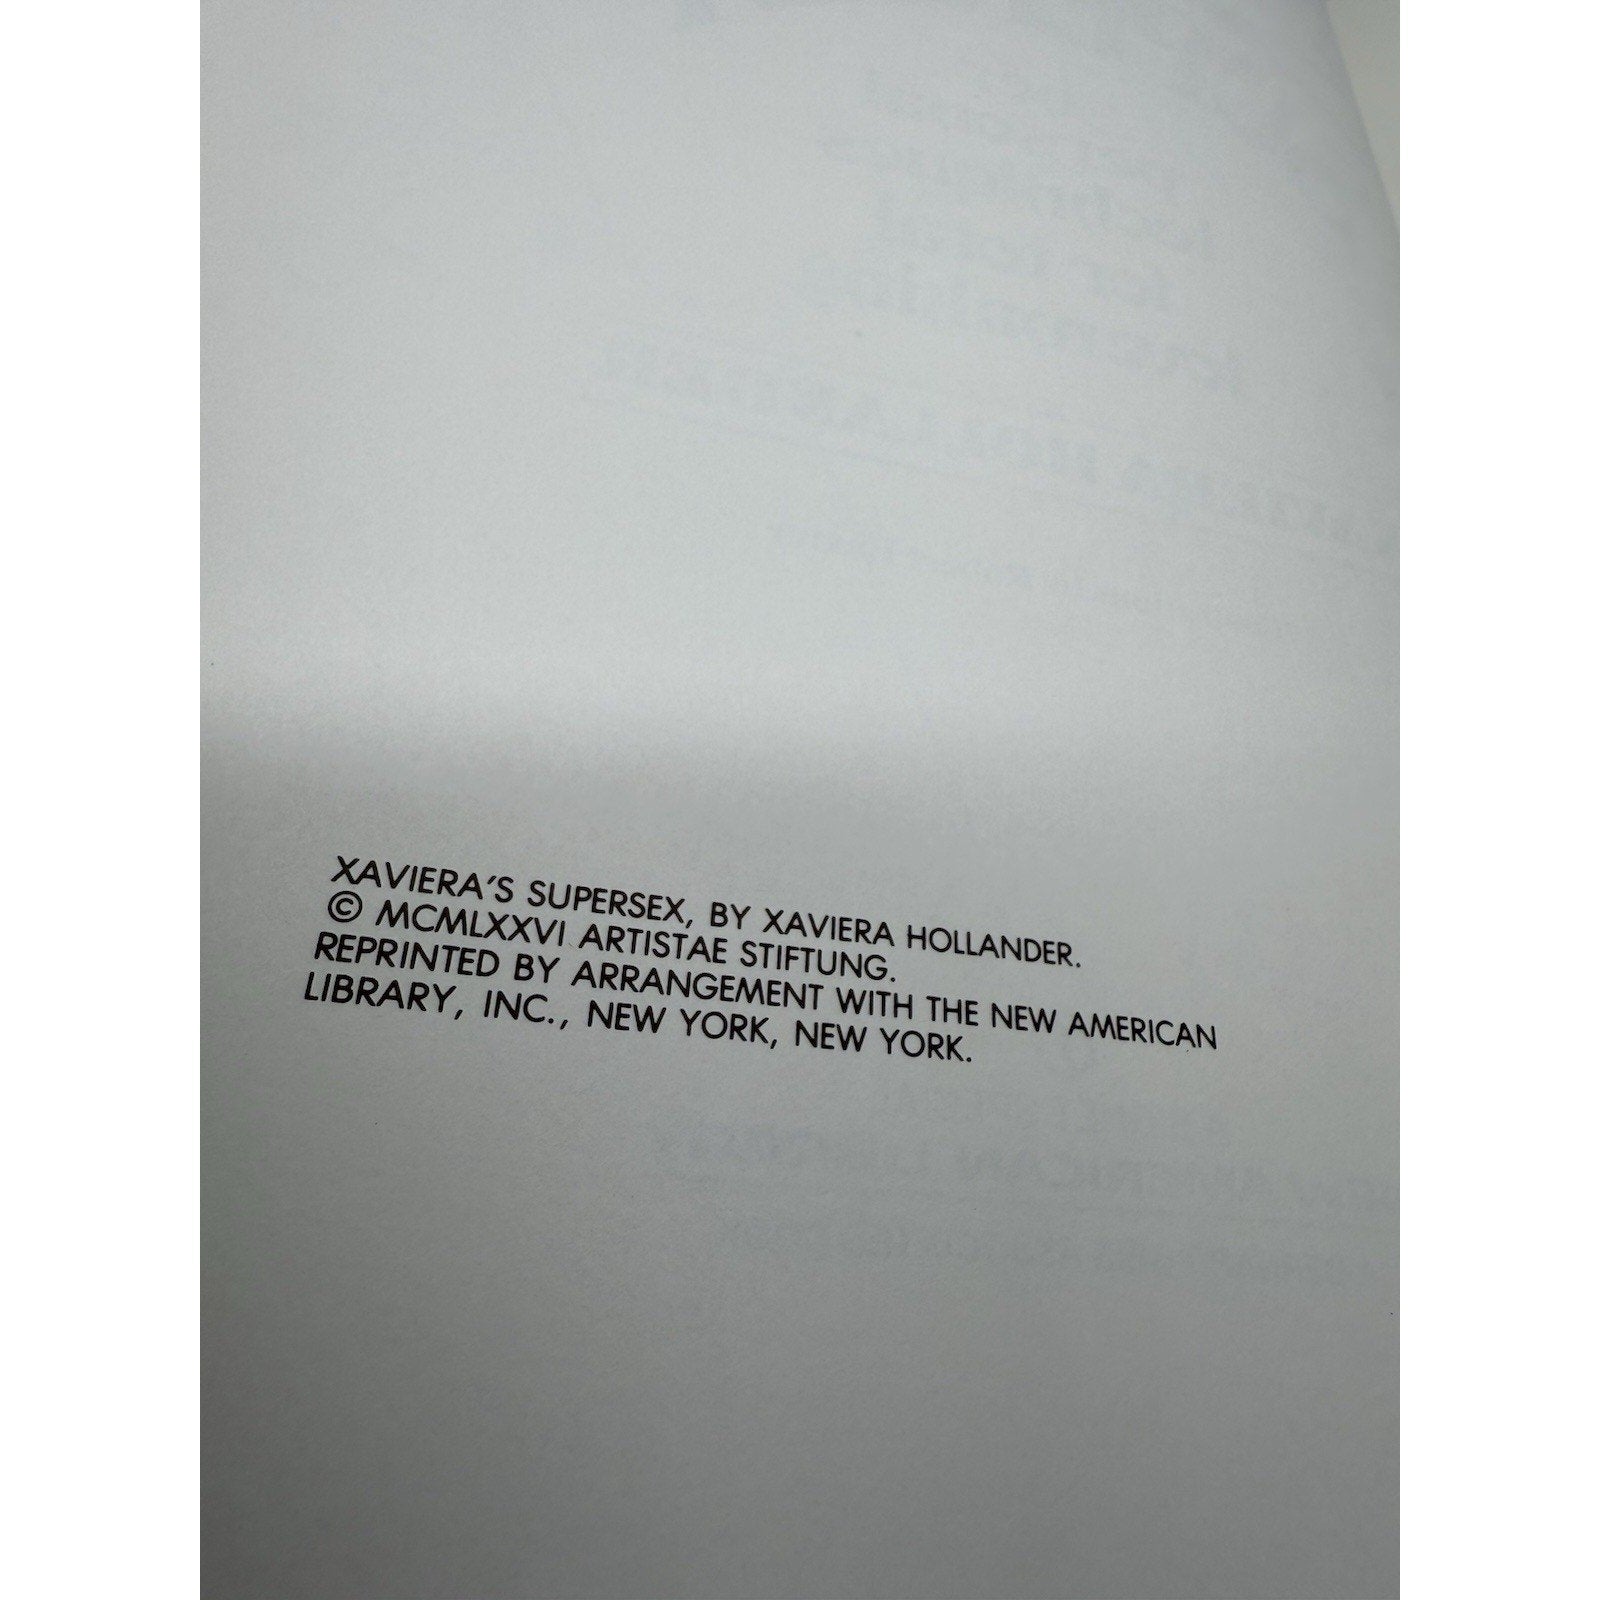 XAVIERA'S SUPERSEX, BY XAVIERA HOLLANDER.
© MCMLXXVI ARTISTAE STIFTUNG.
REPRINTED BY ARRANGEMENT WITH THE NEW AMERICAN
LIBRARY, INC., NEW YORK, NEW YORK.